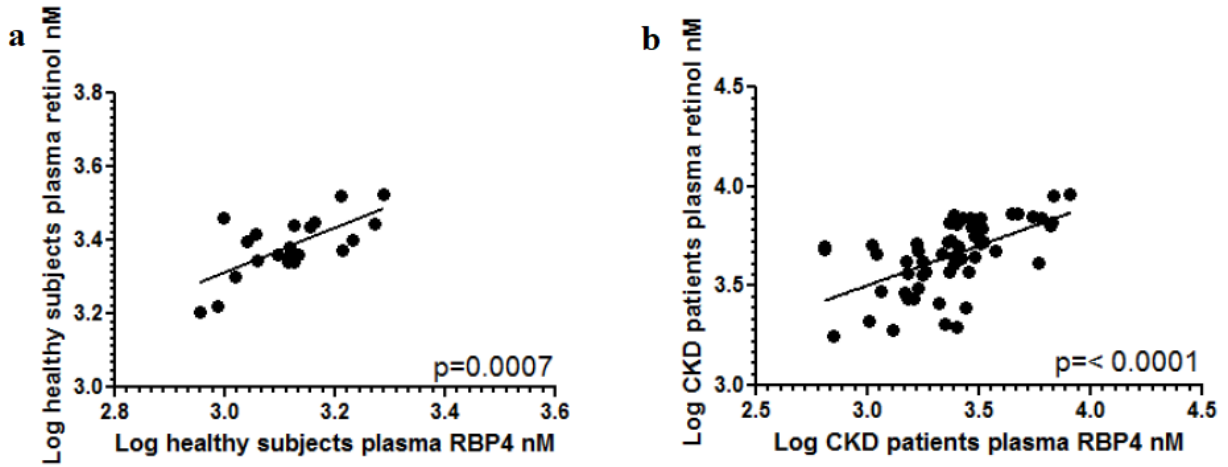 a
Log healthy subjects plasma retinol nM
3.8
3.6
3.4
3.2
3.0
2.8
3.0
3.2
3.4
3.6
p=0.0007
Log healthy subjects plasma RBP4 nM
b
Log CKD patients plasma retinol nM
4.5
4.0
3.5
3.0
2.5
3.0
3.5
4.0
4.5
p=< 0.0001
Log CKD patients plasma RBP4 nM